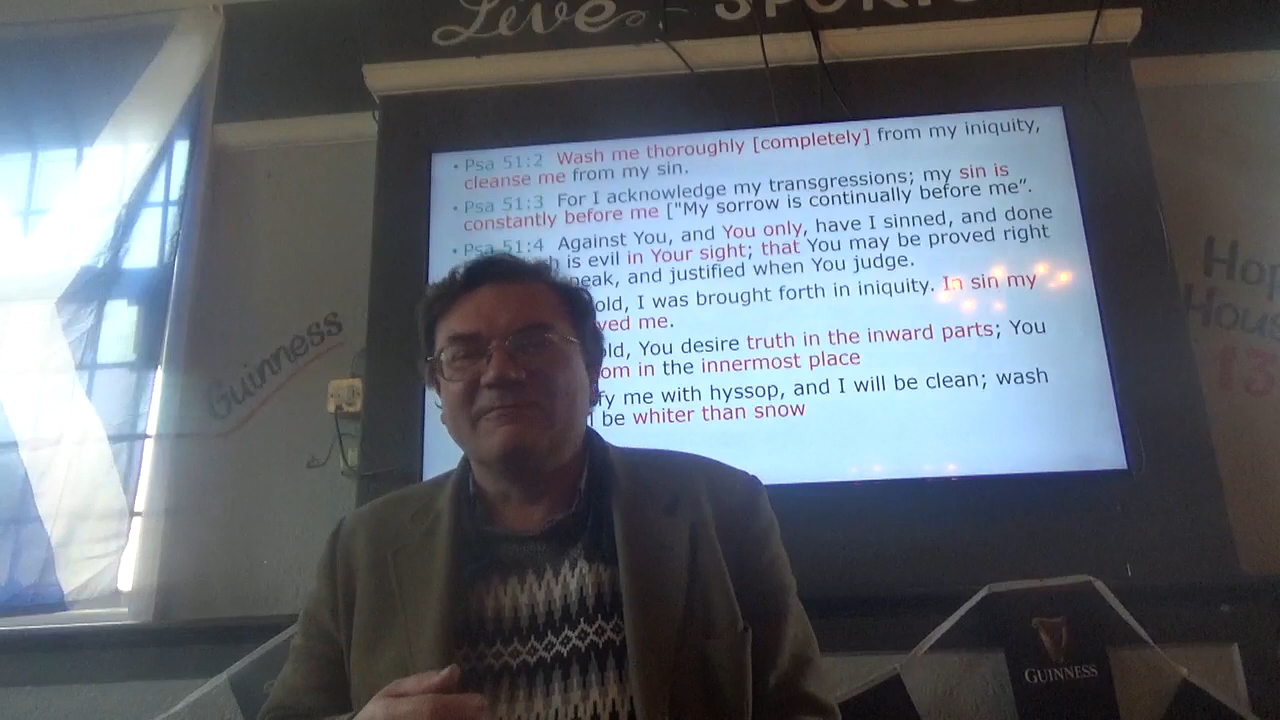 Live SPORTS
• Psa 51:2 Wash me thoroughly [completely] from my iniquity,
cleanse me from my sin.
• Psa 51:3 For I acknowledge my transgressions; my sin is
constantly before me ["My sorrow is continually before me”.
• Psa 51:4 Against You, and You only, have I sinned, and done
h is evil in Your sight; that You may be proved right
peak, and justified when You judge.
old, I was brought forth in iniquity. In sin my
ved me.
old, You desire truth in the inward parts; You
om in the innermost place
fy me with hyssop, and I will be clean; wash
l be whiter than snow
Guinness
Hop
House
13
GUINNESS